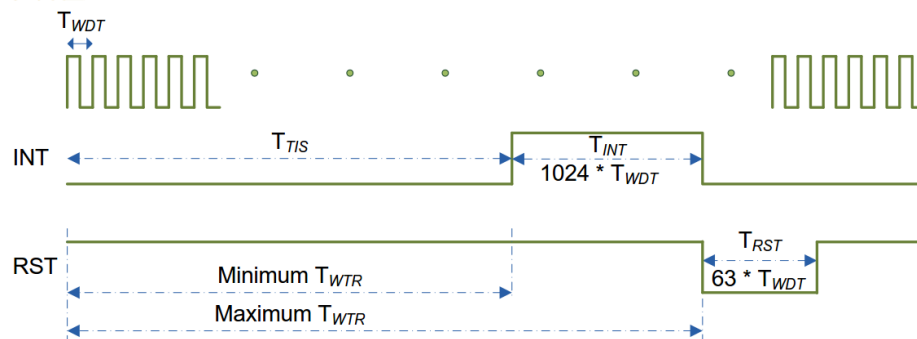 TWDT
TTIS
INT
TINT
1024 * TWDT
RST
TRST
63 * TWDT
Minimum TWTR
Maximum TWTR